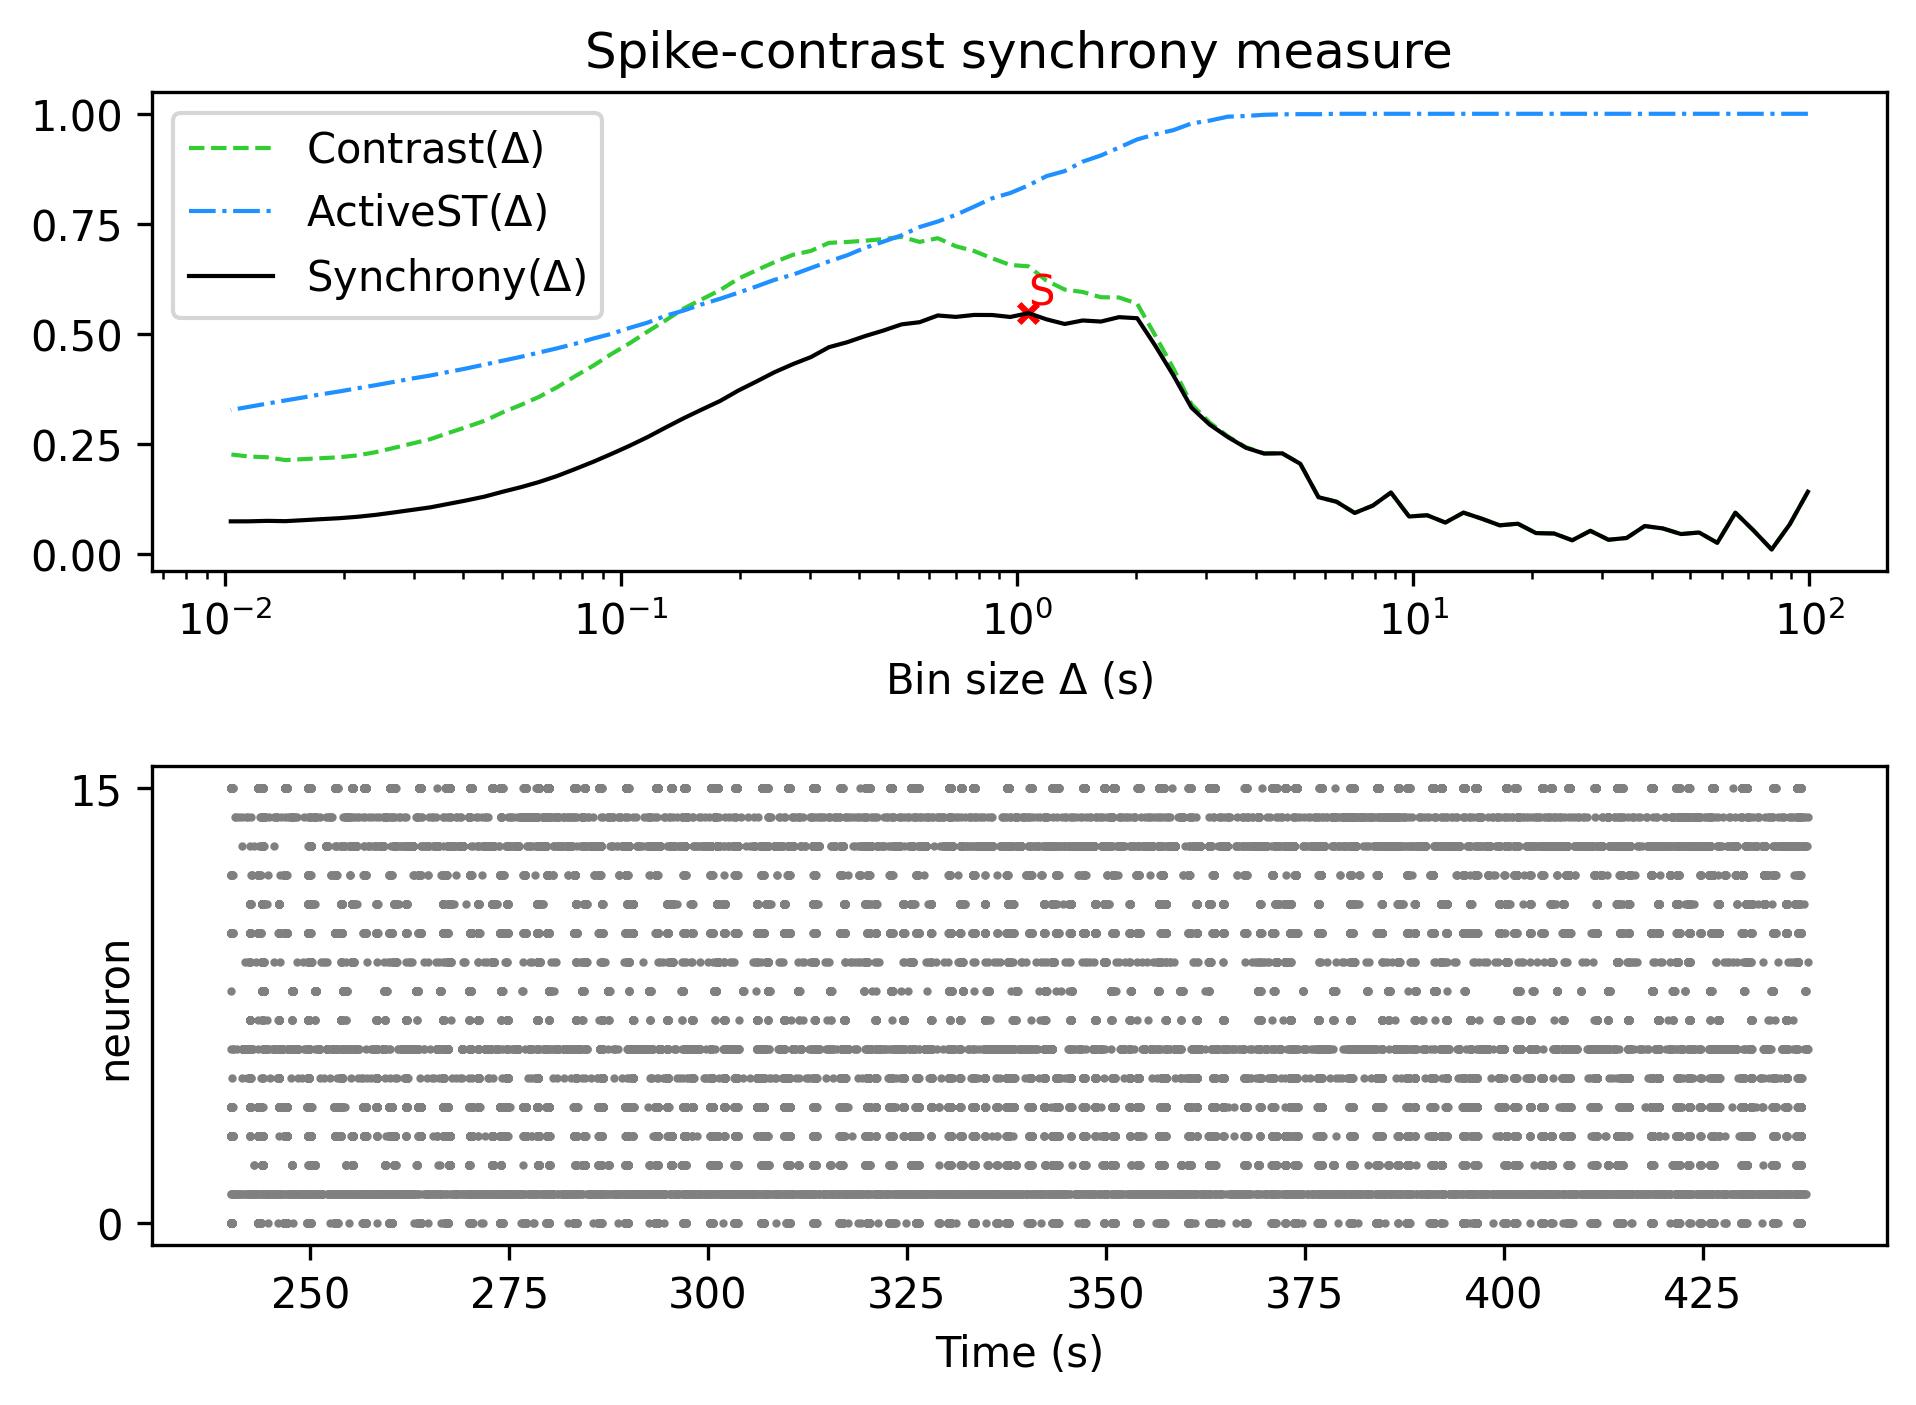 Spike-contrast synchrony measure
1.00
0.75
0.50
0.25
0.00
Contrast(Δ)
ActiveST(Δ)
Synchrony(Δ)
S
10⁻² 10⁻¹ 10⁰ 10¹ 10²
Bin size Δ (s)
15
0
neuron
250 275 300 325 350 375 400 425
Time (s)